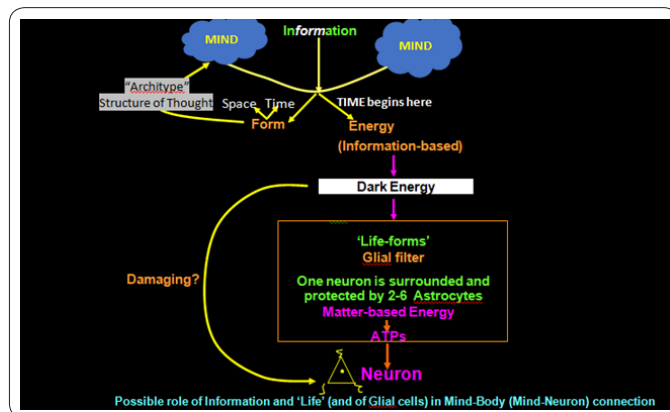 Information
MIND
MIND
“Architype”
Structure of Thought
Space Time
TIME begins here
Form
Energy
(Information-based)
Dark Energy
‘Life-forms’
Glial filter
Damaging?
One neuron is surrounded and
protected by 2-6 Astrocytes
Matter-based Energy
ATPs
Neuron
Possible role of Information and ‘Life’ (and of Glial cells) in Mind-Body (Mind-Neuron) connection